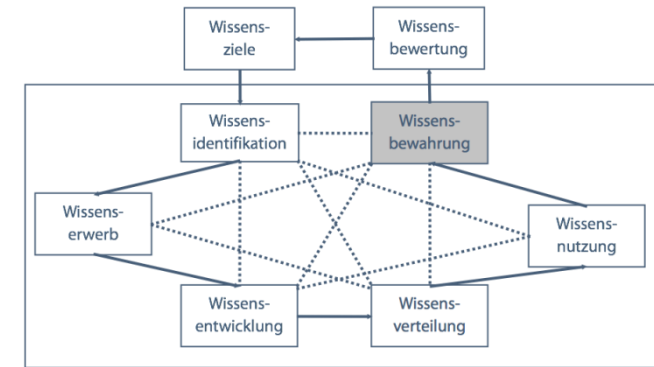 Wissens-
ziele
Wissens-
bewertung
Wissens-
identifikation
Wissens-
bewahrung
Wissens-
erwerb
Wissens-
nutzung
Wissens-
entwicklung
Wissens-
verteilung